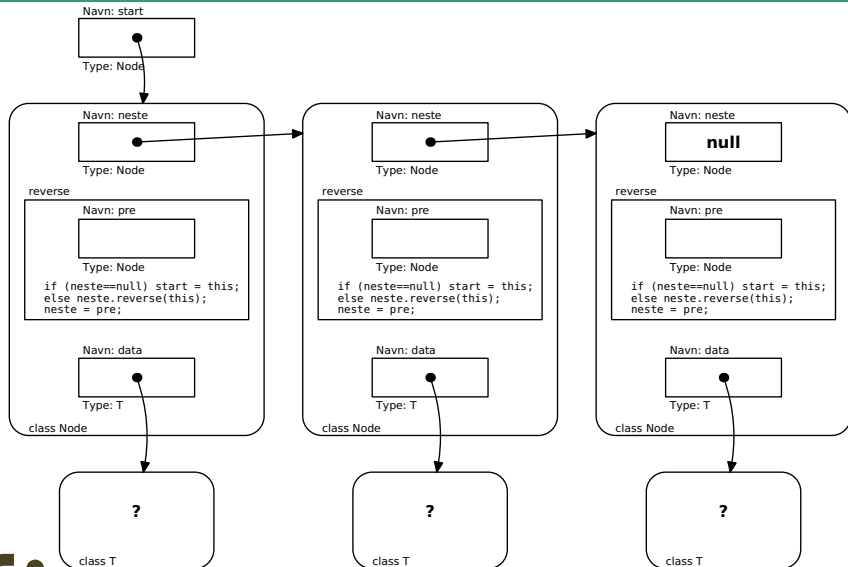 Navn: start
Type: Node
Navn: neste
Type: Node
reverse
Navn: pre
Type: Node
if (neste==null) start = this;
else neste.reverse(this);
neste = pre;
Navn: data
Type: T
class Node
?
class T
Navn: neste
Type: Node
reverse
Navn: pre
Type: Node
if (neste==null) start = this;
else neste.reverse(this);
neste = pre;
Navn: data
Type: T
class Node
?
class T
Navn: neste
null
Type: Node
reverse
Navn: pre
Type: Node
if (neste==null) start = this;
else neste.reverse(this);
neste = pre;
Navn: data
Type: T
class Node
?
class T